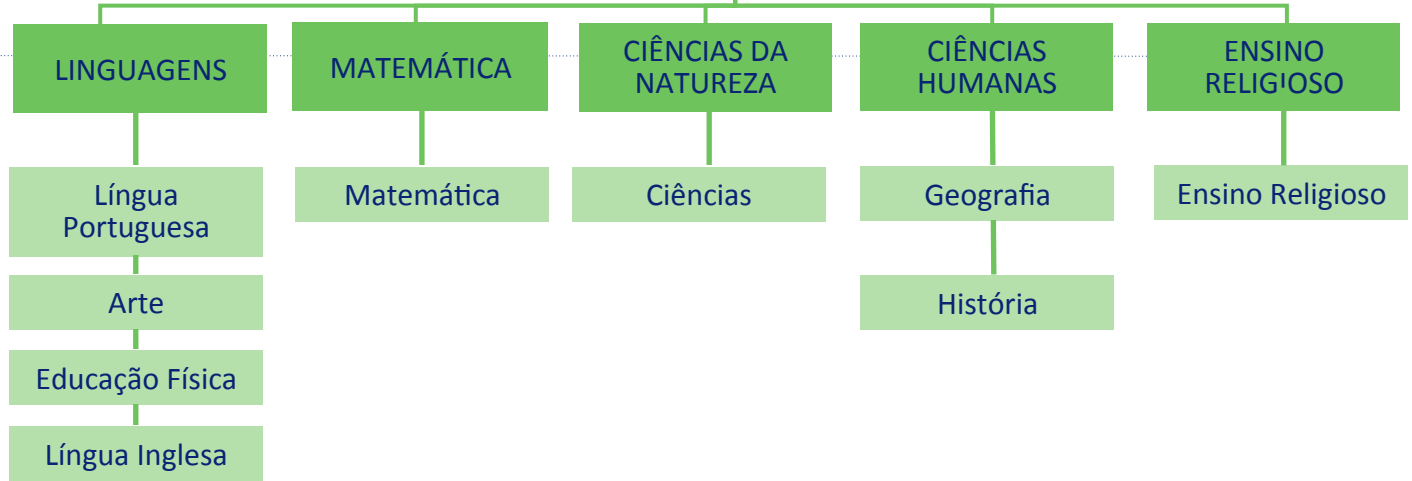 LINGUAGENS
MATEMÁTICA
CIÊNCIAS DA
NATUREZA
CIÊNCIAS
HUMANAS
ENSINO
RELIGIOSO
Língua
Portuguesa
Matemática
Ciências
Geografia
Ensino Religioso
Arte
História
Educação Física
Língua Inglesa